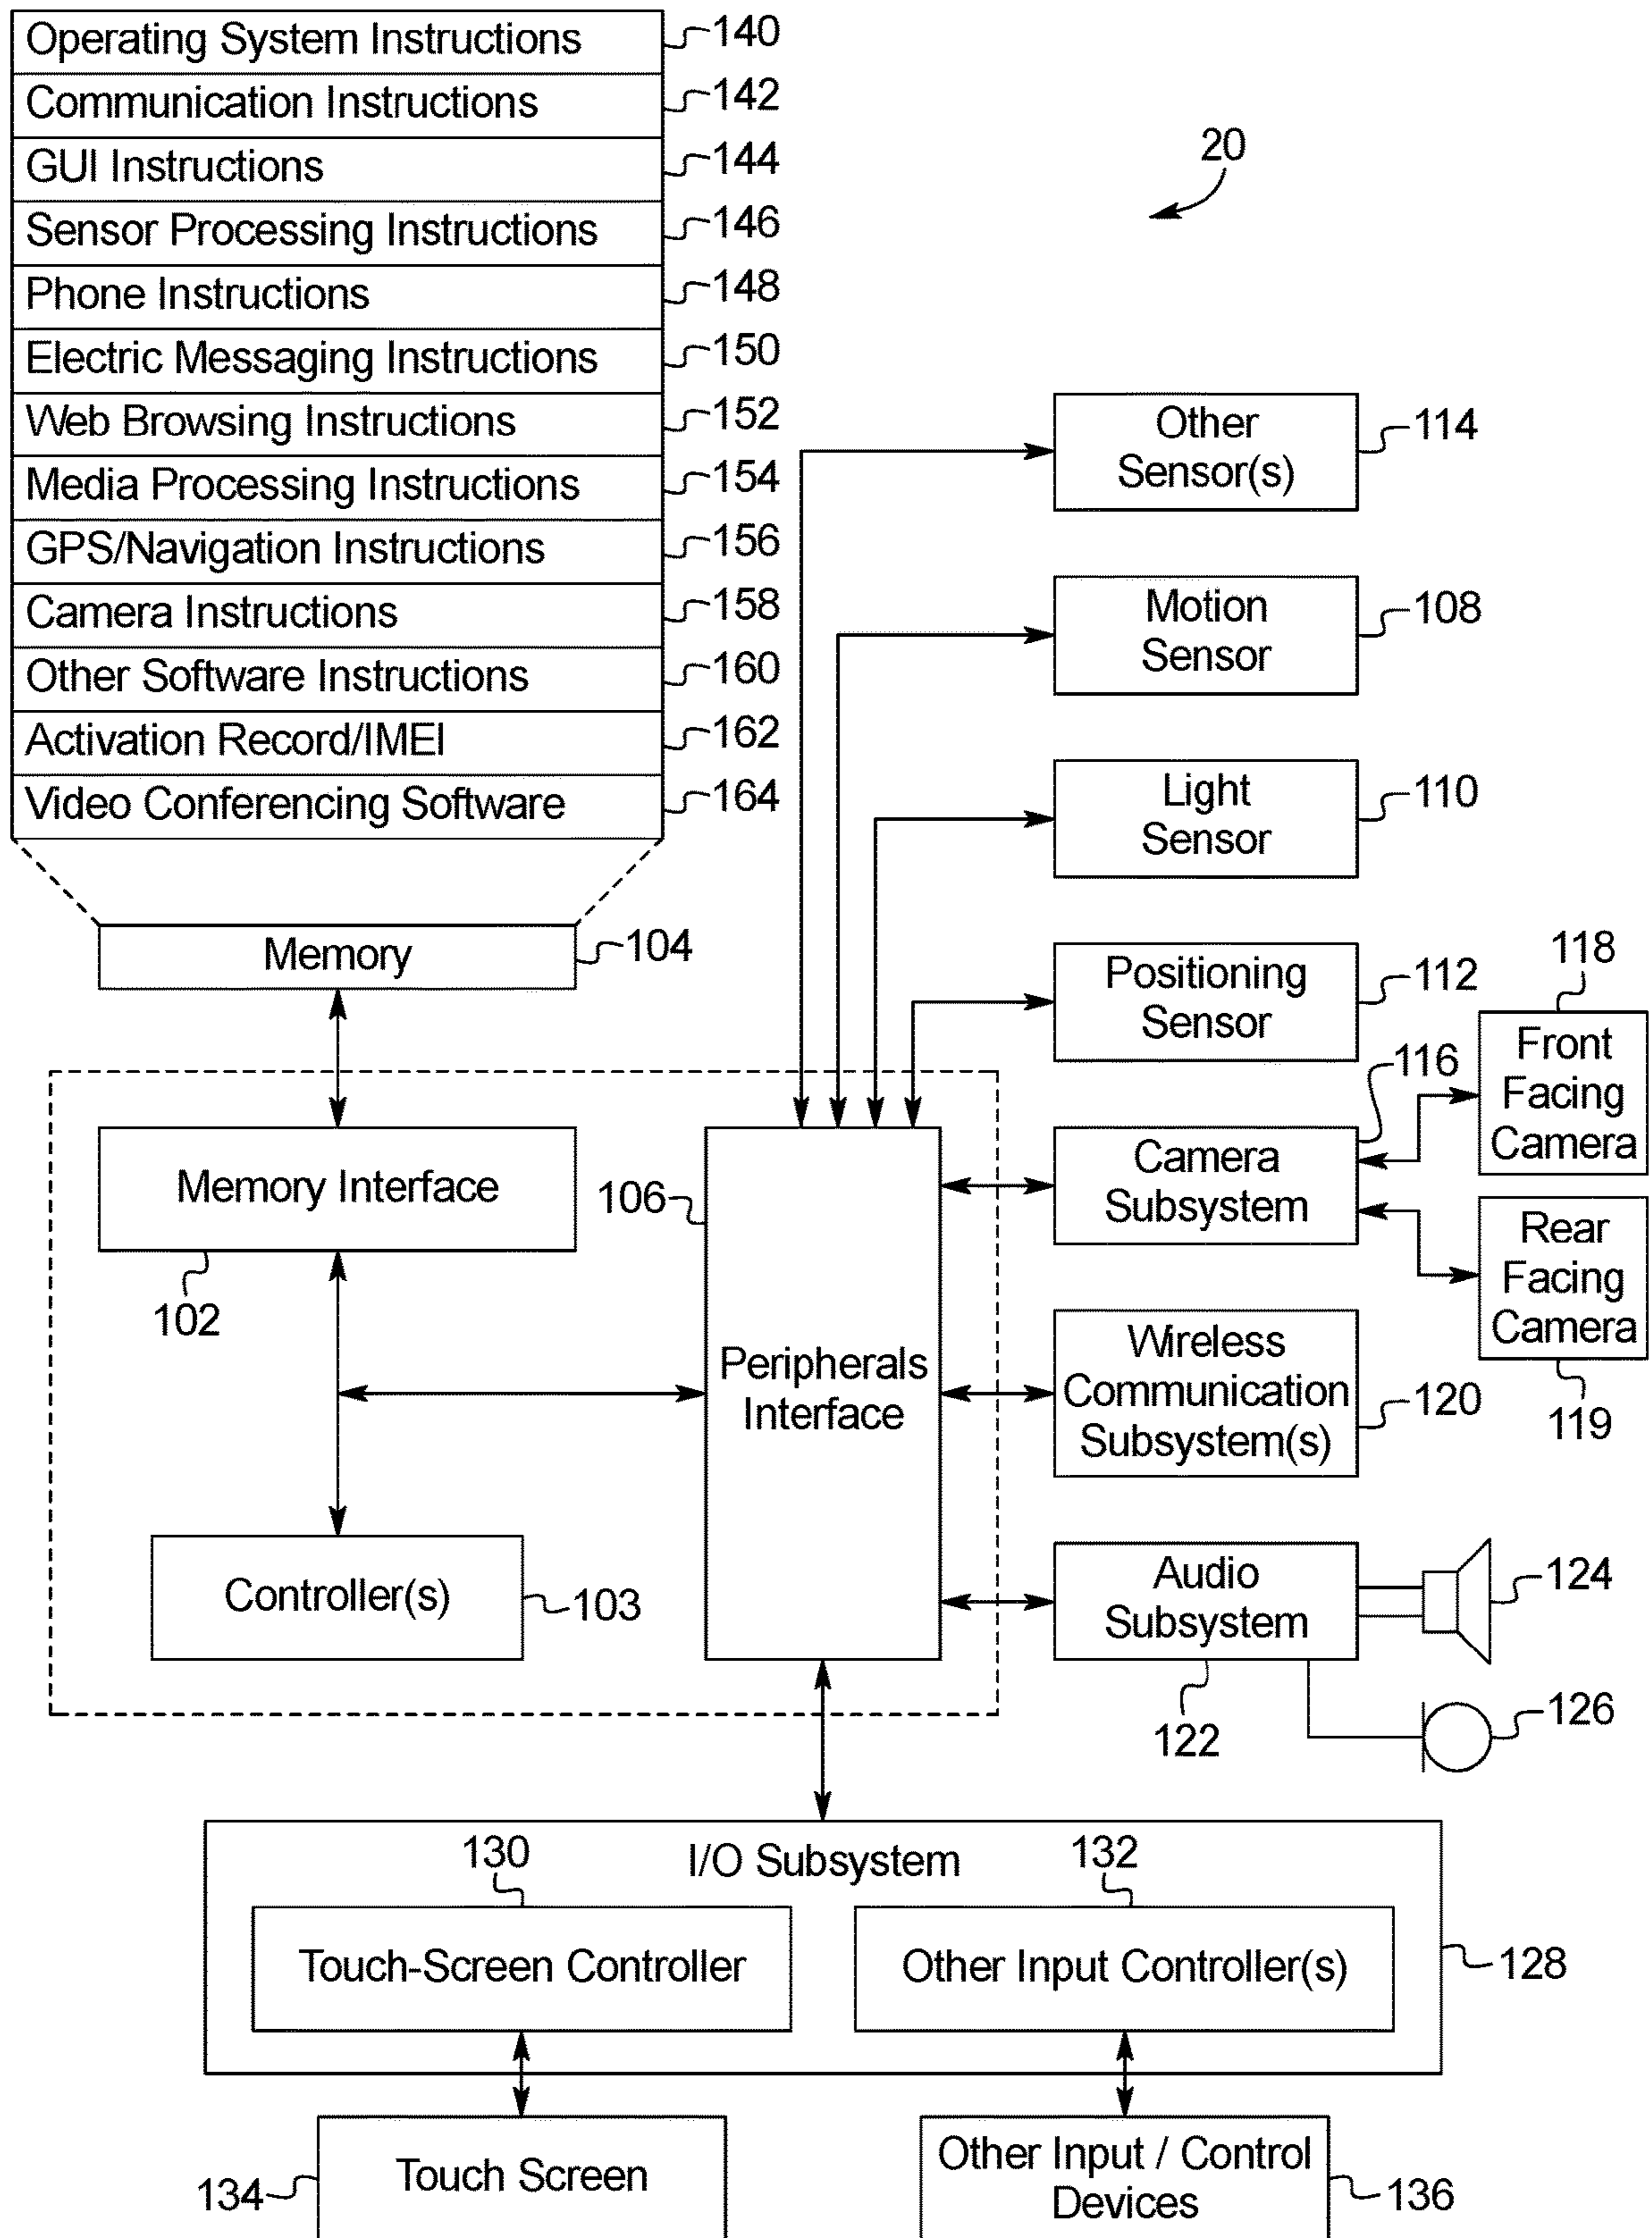 Operating System Instructions
140
Communication Instructions
142
GUI Instructions
144
Sensor Processing Instructions
146
Phone Instructions
148
Electric Messaging Instructions
150
Web Browsing Instructions
152
Media Processing Instructions
154
GPS/Navigation Instructions
156
Camera Instructions
158
Other Software Instructions
160
Activation Record/IMEI
162
Video Conferencing Software
164
20
Memory
104
Other
Sensor(s)
114
Motion
Sensor
108
Light
Sensor
110
Positioning
Sensor
112
118
Front
Facing
Camera
116
Camera
Subsystem
Rear
Facing
Camera
119
Memory Interface
102
106
Peripherals
Interface
Wireless
Communication
Subsystem(s)
120
Controller(s)
103
Audio
Subsystem
122
124
126
I/O Subsystem
130
132
Touch-Screen Controller
Other Input Controller(s)
128
Touch Screen
134
Other Input / Control
Devices
136